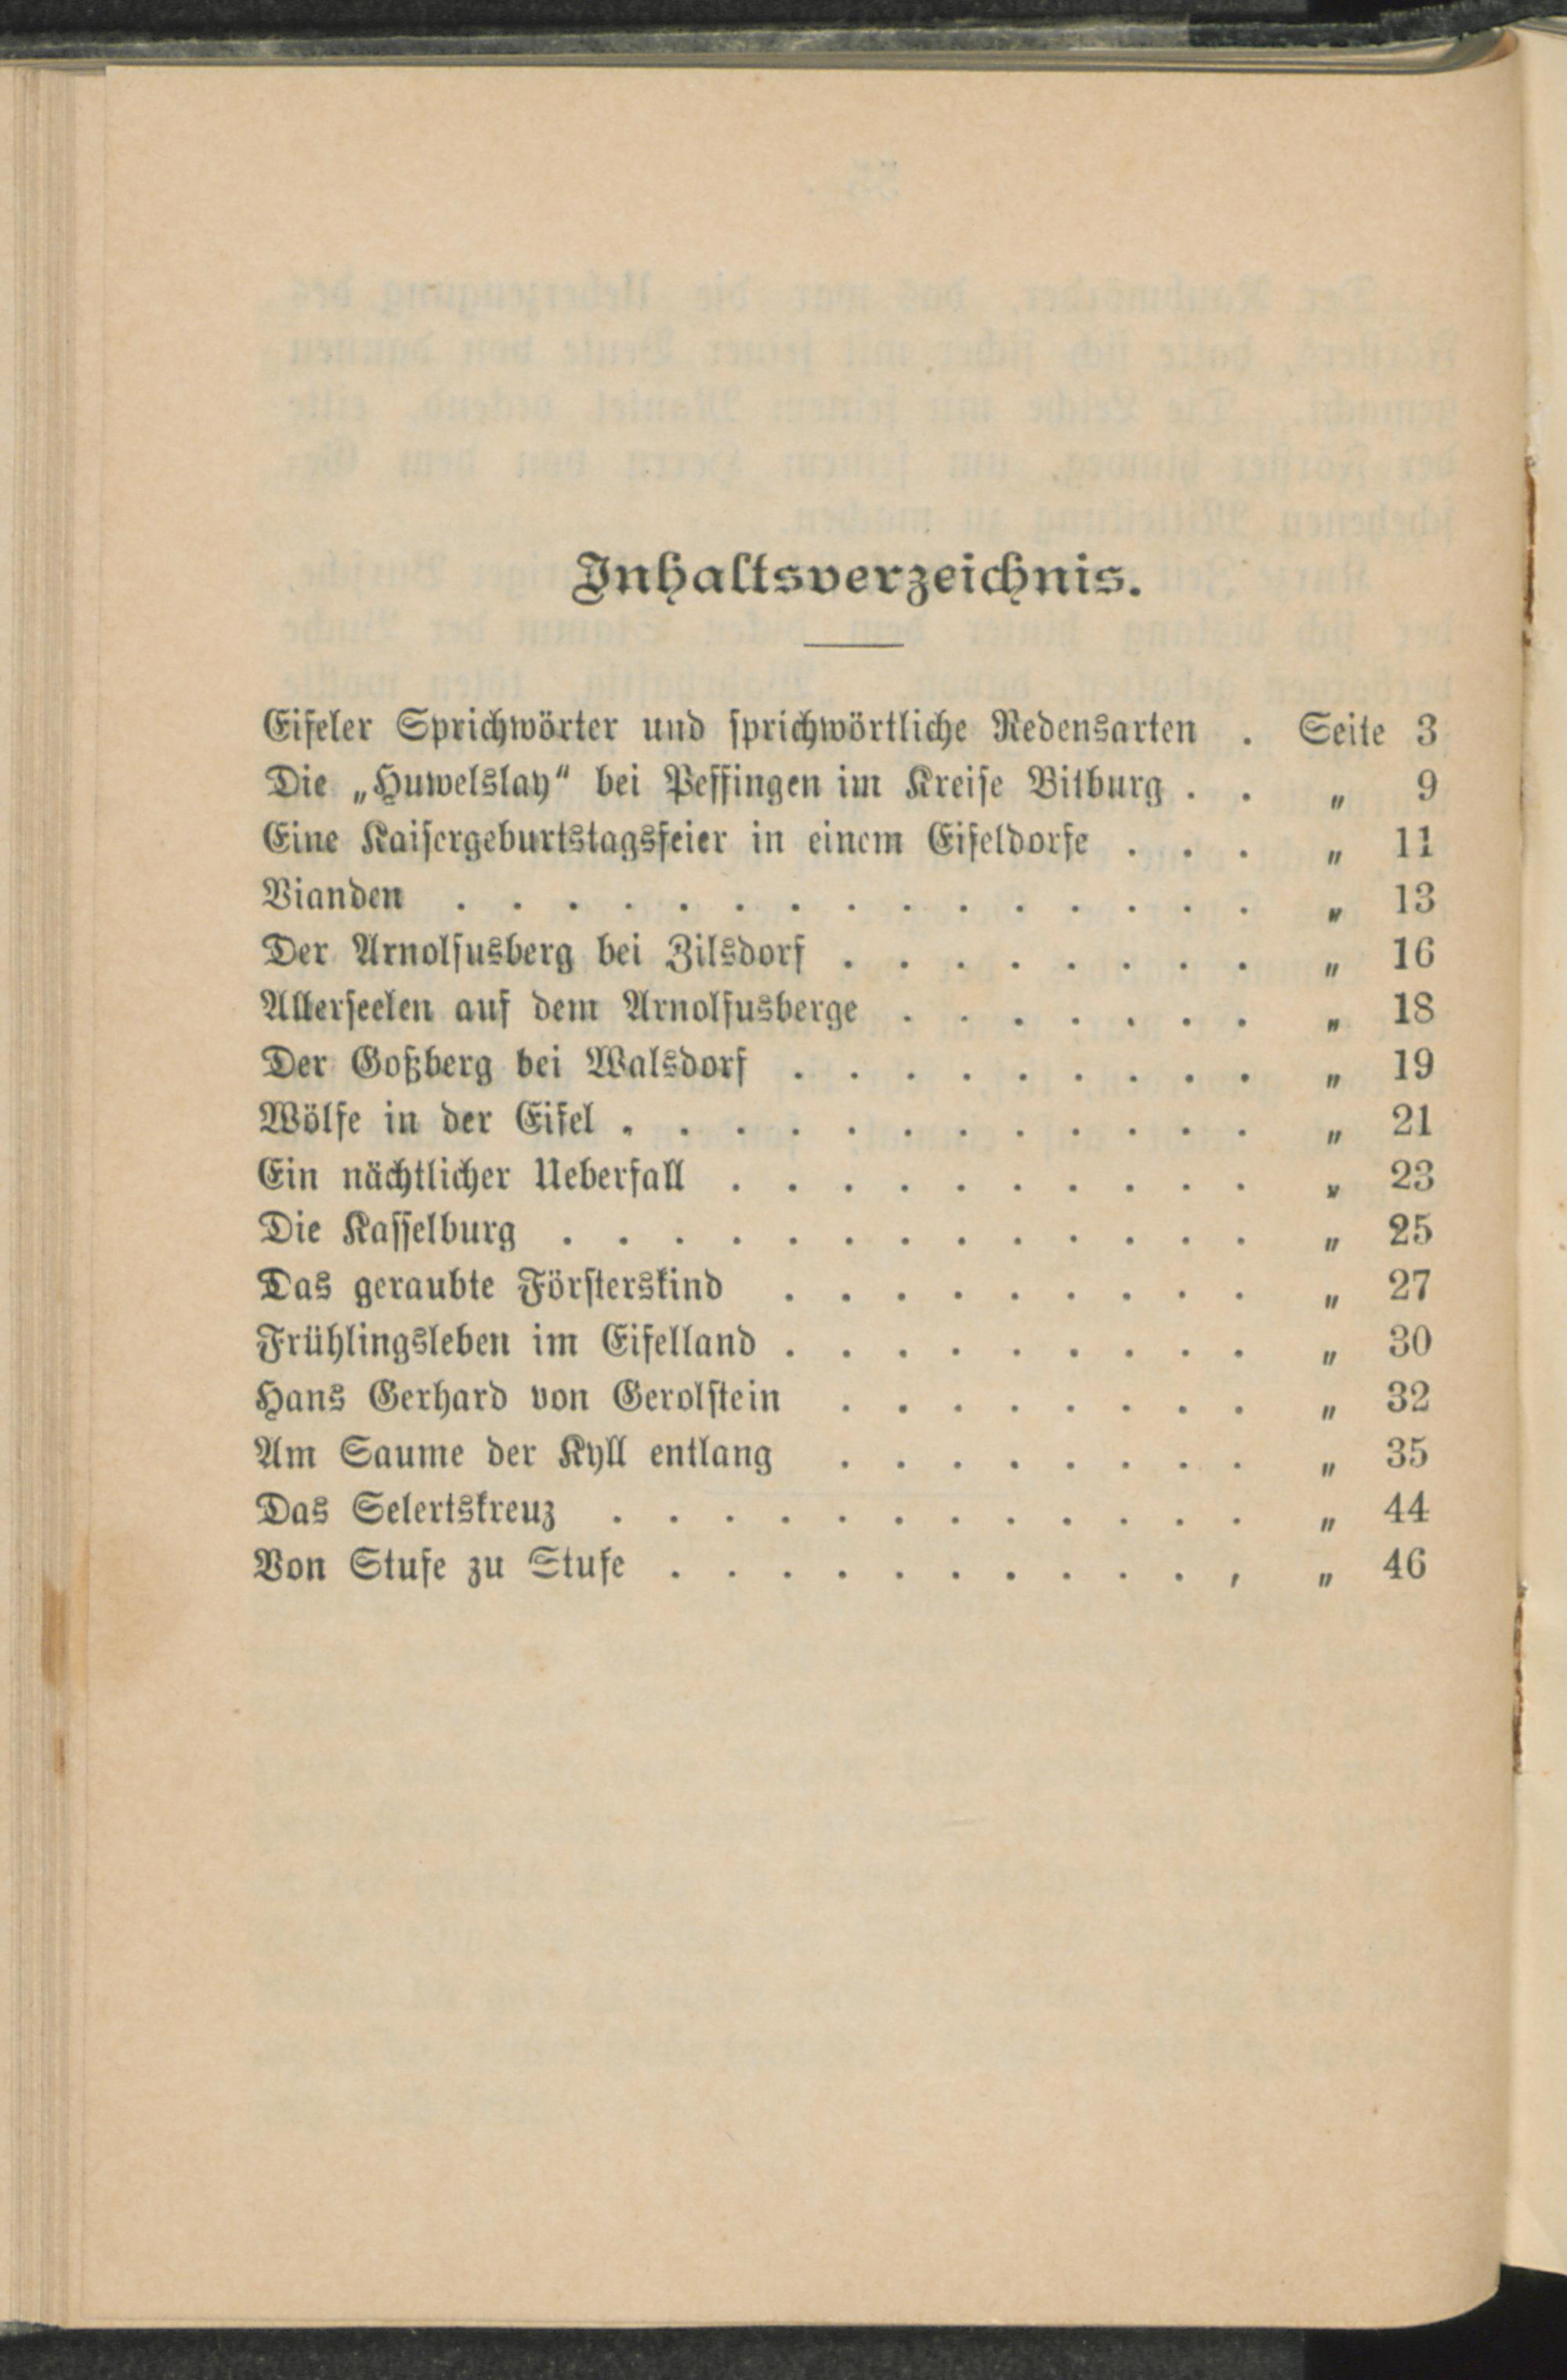 Inhaltsverzeichnis.
Eifeler Sprichwörter und sprichwörtliche Redensarten . Seite 3
Die „Huwelslay“ bei Peffingen im Kreise Bitburg . . „ 9
Eine Kaisergeburtstagsfeier in einem Eifeldorfe . . . „ 11
Vianden . . . . . . . . . . . . . . . „ 13
Der Arnolfusberg bei Zilsdorf . . . . . . . . „ 16
Allerseelen auf dem Arnolfusberge . . . . . . . „ 18
Der Goßberg bei Walsdorf . . . . . . . . . „ 19
Wölfe in der Eifel . . . . . . . . . . . . „ 21
Ein nächtlicher Ueberfall . . . . . . . . . . „ 23
Die Kasselburg . . . . . . . . . . . . . „ 25
Das geraubte Försterskind . . . . . . . . . „ 27
Frühlingsleben im Eifelland . . . . . . . . . „ 30
Hans Gerhard von Gerolstein . . . . . . . . „ 32
Am Saume der Kyll entlang . . . . . . . . „ 35
Das Selertskreuz . . . . . . . . . . . . „ 44
Von Stufe zu Stufe . . . . . . . . . . , „ 46